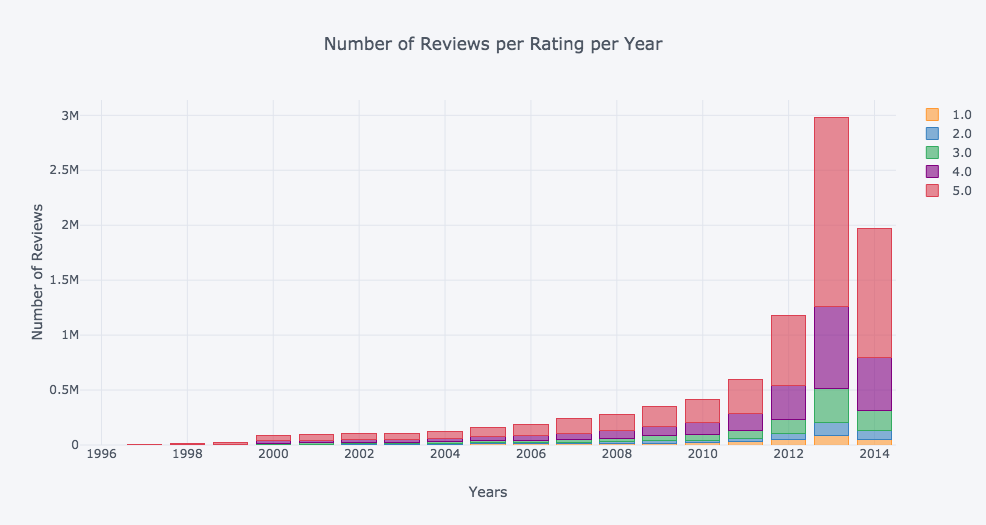 Number of Reviews per Rating per Year
3M
2.5M
2M
1.5M
1M
0.5M
0
Number of Reviews
1996
1998
2000
2002
2004
2006
2008
2010
2012
2014
Years
1.0
2.0
3.0
4.0
5.0